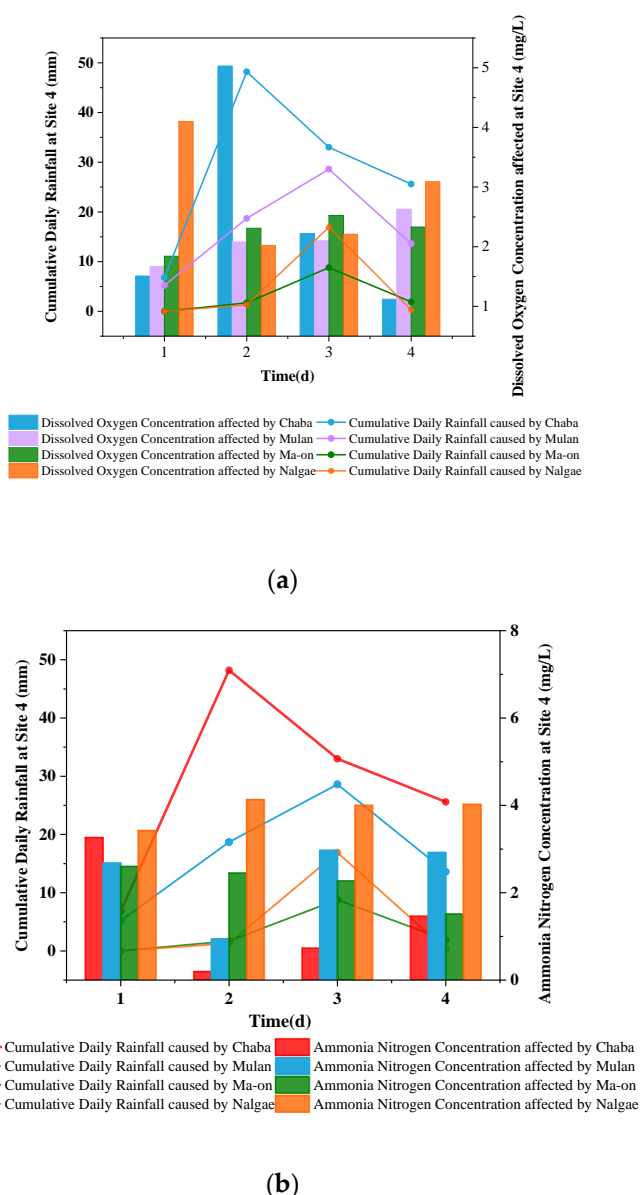 Cumulative Daily Rainfall at Site 4 (mm)
50
40
30
20
10
0
5
4
3
2
1
Dissolved Oxygen Concentration affected at Site 4 (mg/L)
1 2 3 4
Time(d)
Dissolved Oxygen Concentration affected by Chaba Cumulative Daily Rainfall caused by Chaba
Dissolved Oxygen Concentration affected by Mulan Cumulative Daily Rainfall caused by Mulan
Dissolved Oxygen Concentration affected by Ma-on Cumulative Daily Rainfall caused by Ma-on
Dissolved Oxygen Concentration affected by Nalgae Cumulative Daily Rainfall caused by Nalgae
(a)
Cumulative Daily Rainfall at Site 4 (mm)
50
40
30
20
10
0
8
6
4
2
0
Ammonia Nitrogen Concentration at Site 4 (mg/L)
1 2 3 4
Time(d)
Cumulative Daily Rainfall caused by Chaba Ammonia Nitrogen Concentration affected by Chaba
Cumulative Daily Rainfall caused by Mulan Ammonia Nitrogen Concentration affected by Mulan
Cumulative Daily Rainfall caused by Ma-on Ammonia Nitrogen Concentration affected by Ma-on
Cumulative Daily Rainfall caused by Nalgae Ammonia Nitrogen Concentration affected by Nalgae
(b)